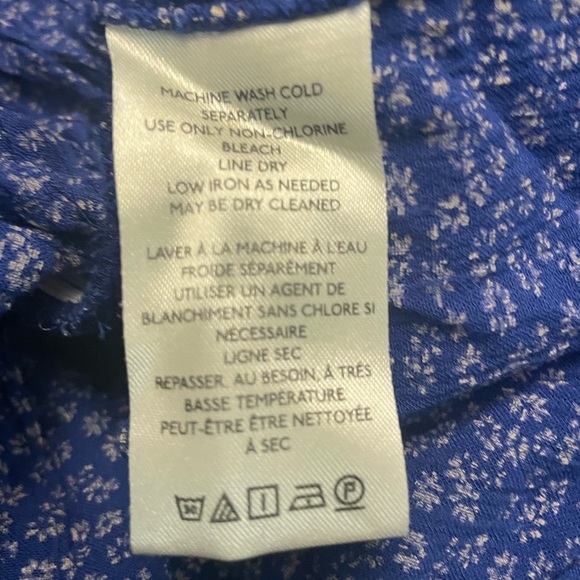 MACHINE WASH COLD
SEPARATELY
USE ONLY NON-CHLORINE
BLEACH
LINE DRY
LOW IRON AS NEEDED
MAY BE DRY CLEANED
LAVER À LA MACHINE À L'EAU
FROIDE SÉPARÉMENT
UTILISER UN AGENT DE
BLANCHIMENT SANS CHLORE SI
NÉCESSAIRE
LIGNE SEC
REPASSER, AU BESOIN, À TRÈS
BASSE TEMPÉRATURE
PEUT-ÊTRE ÊTRE NETTOYÉE
À SEC
30 P